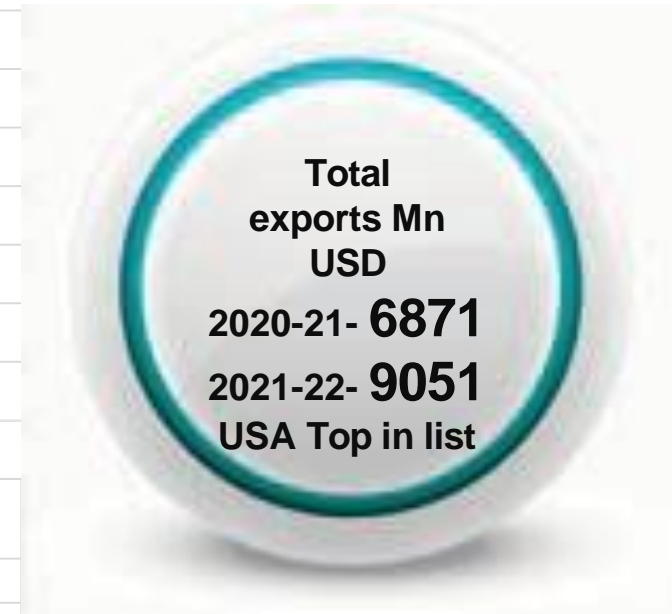 Total
exports Mn
USD
2020-21- 6871
2021-22- 9051
USA Top in list